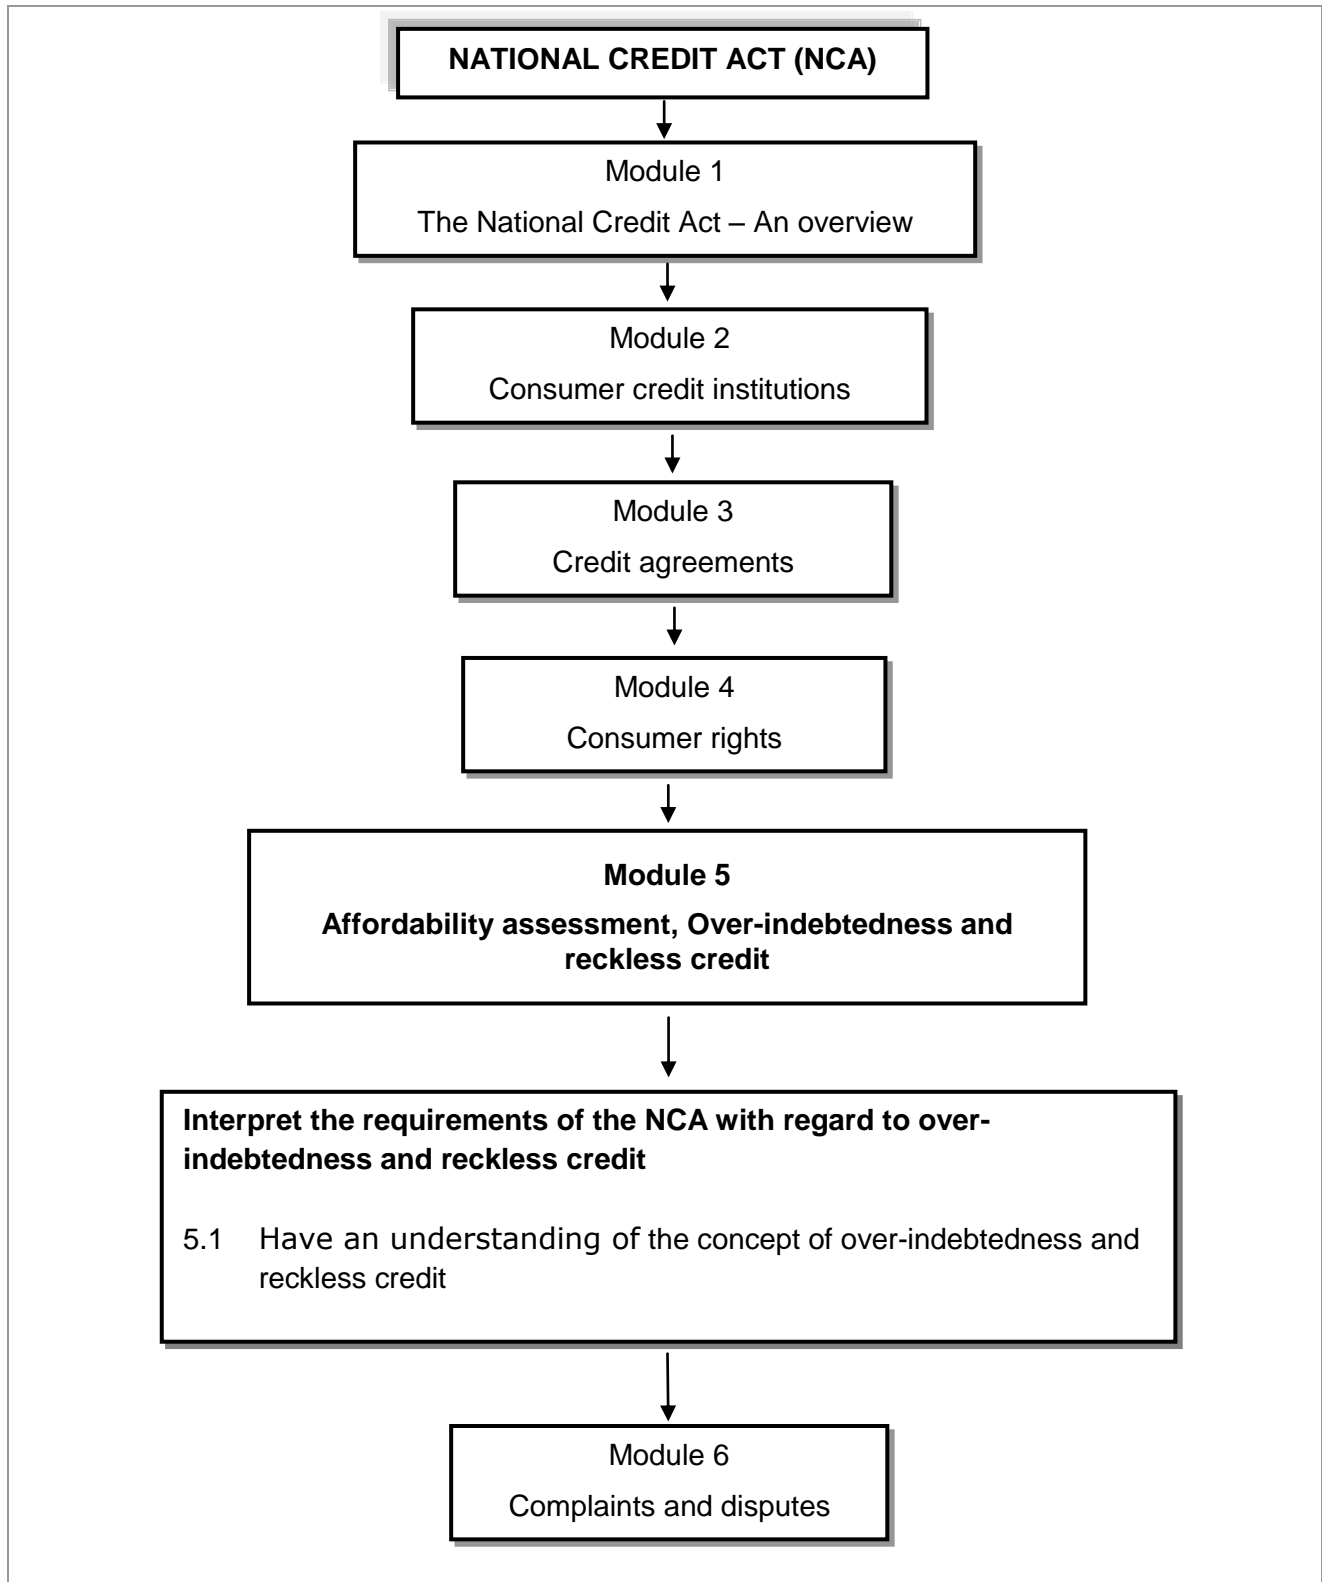 NATIONAL CREDIT ACT (NCA)
Module 1
The National Credit Act – An overview
Module 2
Consumer credit institutions
Module 3
Credit agreements
Module 4
Consumer rights
Module 5
Affordability assessment, Over-indebtedness and
reckless credit
Interpret the requirements of the NCA with regard to over-
indebtedness and reckless credit
5.1 Have an understanding of the concept of over-indebtedness and
reckless credit
Module 6
Complaints and disputes